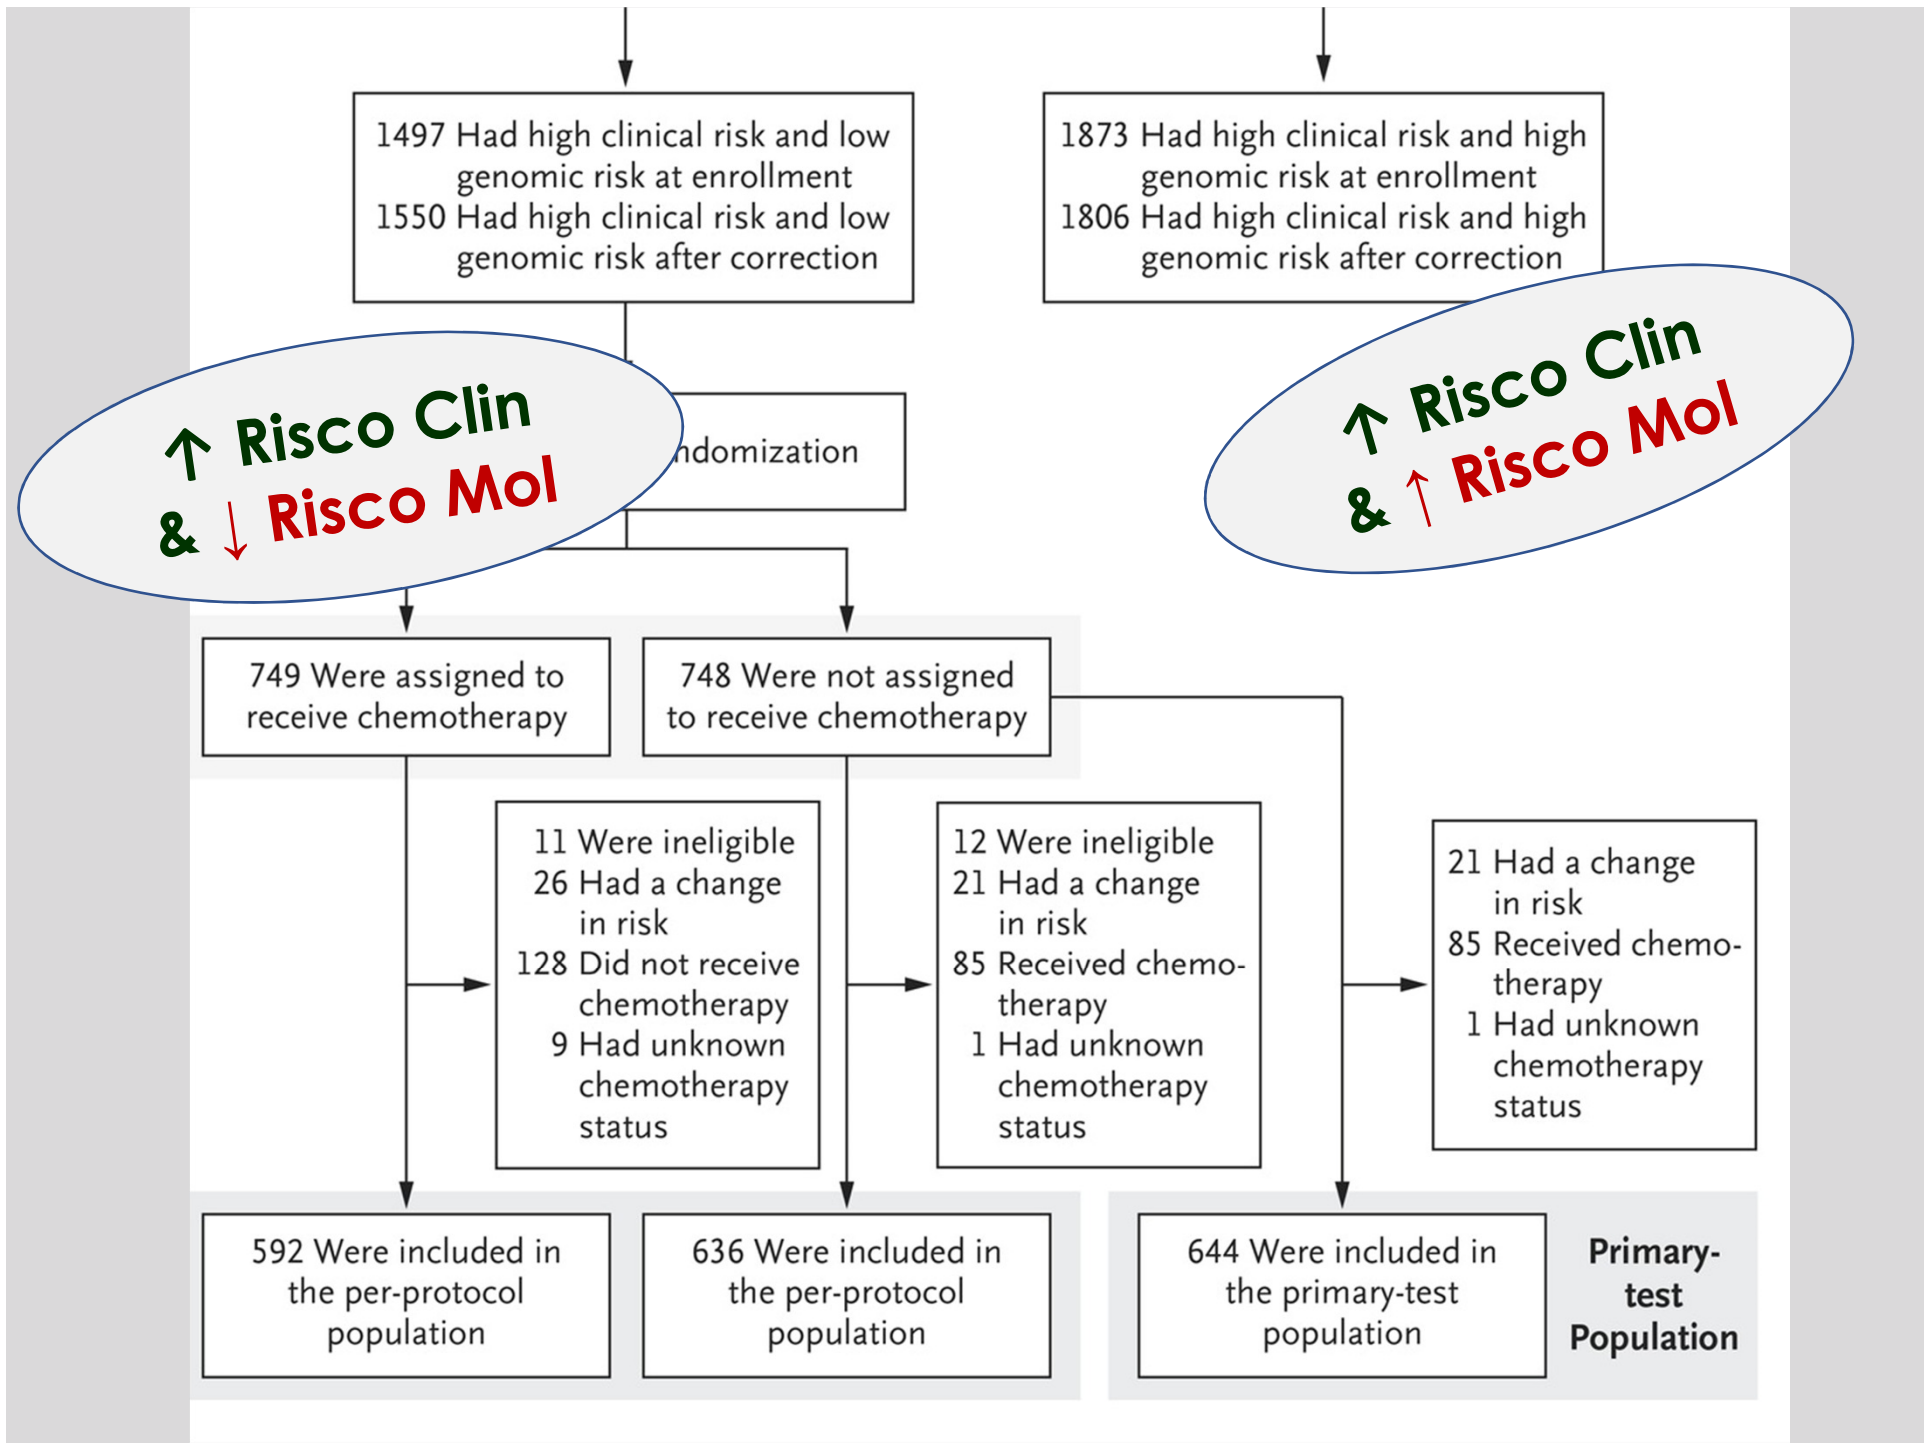 1497 Had high clinical risk and low
genomic risk at enrollment
1550 Had high clinical risk and low
genomic risk after correction
1873 Had high clinical risk and high
genomic risk at enrollment
1806 Had high clinical risk and high
genomic risk after correction
↑ Risco Clin
& ↓ Risco Mol
↑ Risco Clin
& ↑ Risco Mol
ndomization
749 Were assigned to
receive chemotherapy
748 Were not assigned
to receive chemotherapy
11 Were ineligible
26 Had a change
in risk
128 Did not receive
chemotherapy
9 Had unknown
chemotherapy
status
12 Were ineligible
21 Had a change
in risk
85 Received chemo-
therapy
1 Had unknown
chemotherapy
status
21 Had a change
in risk
85 Received chemo-
therapy
1 Had unknown
chemotherapy
status
592 Were included in
the per-protocol
population
636 Were included in
the per-protocol
population
644 Were included in
the primary-test
population
Primary-
test
Population